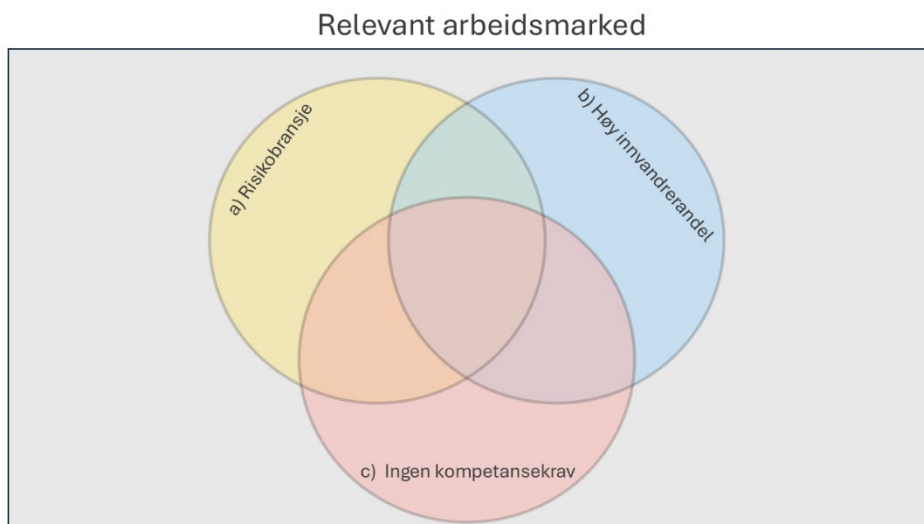 Relevant arbeidsmarked
a) Risikobransje
b) Høy innvandrerandel
c) Ingen kompetansekrav